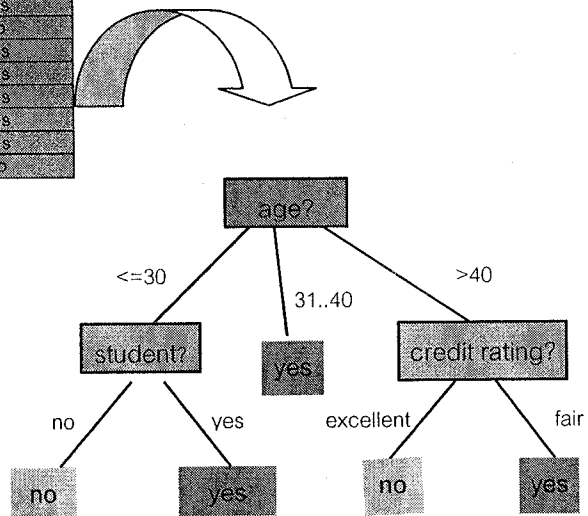 s
o
s
s
s
s
s
o
age?
<=30
31..40
>40
student?
yes
credit rating?
no
yes
excellent
fair
no
yes
no
yes